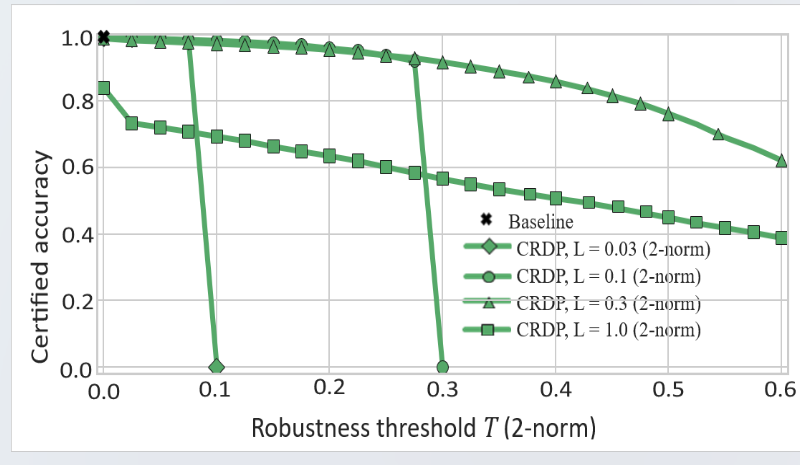 1.0
0.8
0.6
0.4
0.2
0.0
Certified accuracy
Baseline
CRDP, L = 0.03 (2-norm)
CRDP, L = 0.1 (2-norm)
CRDP, L = 0.3 (2-norm)
CRDP, L = 1.0 (2-norm)
0.0 0.1 0.2 0.3 0.4 0.5 0.6
Robustness threshold T (2-norm)